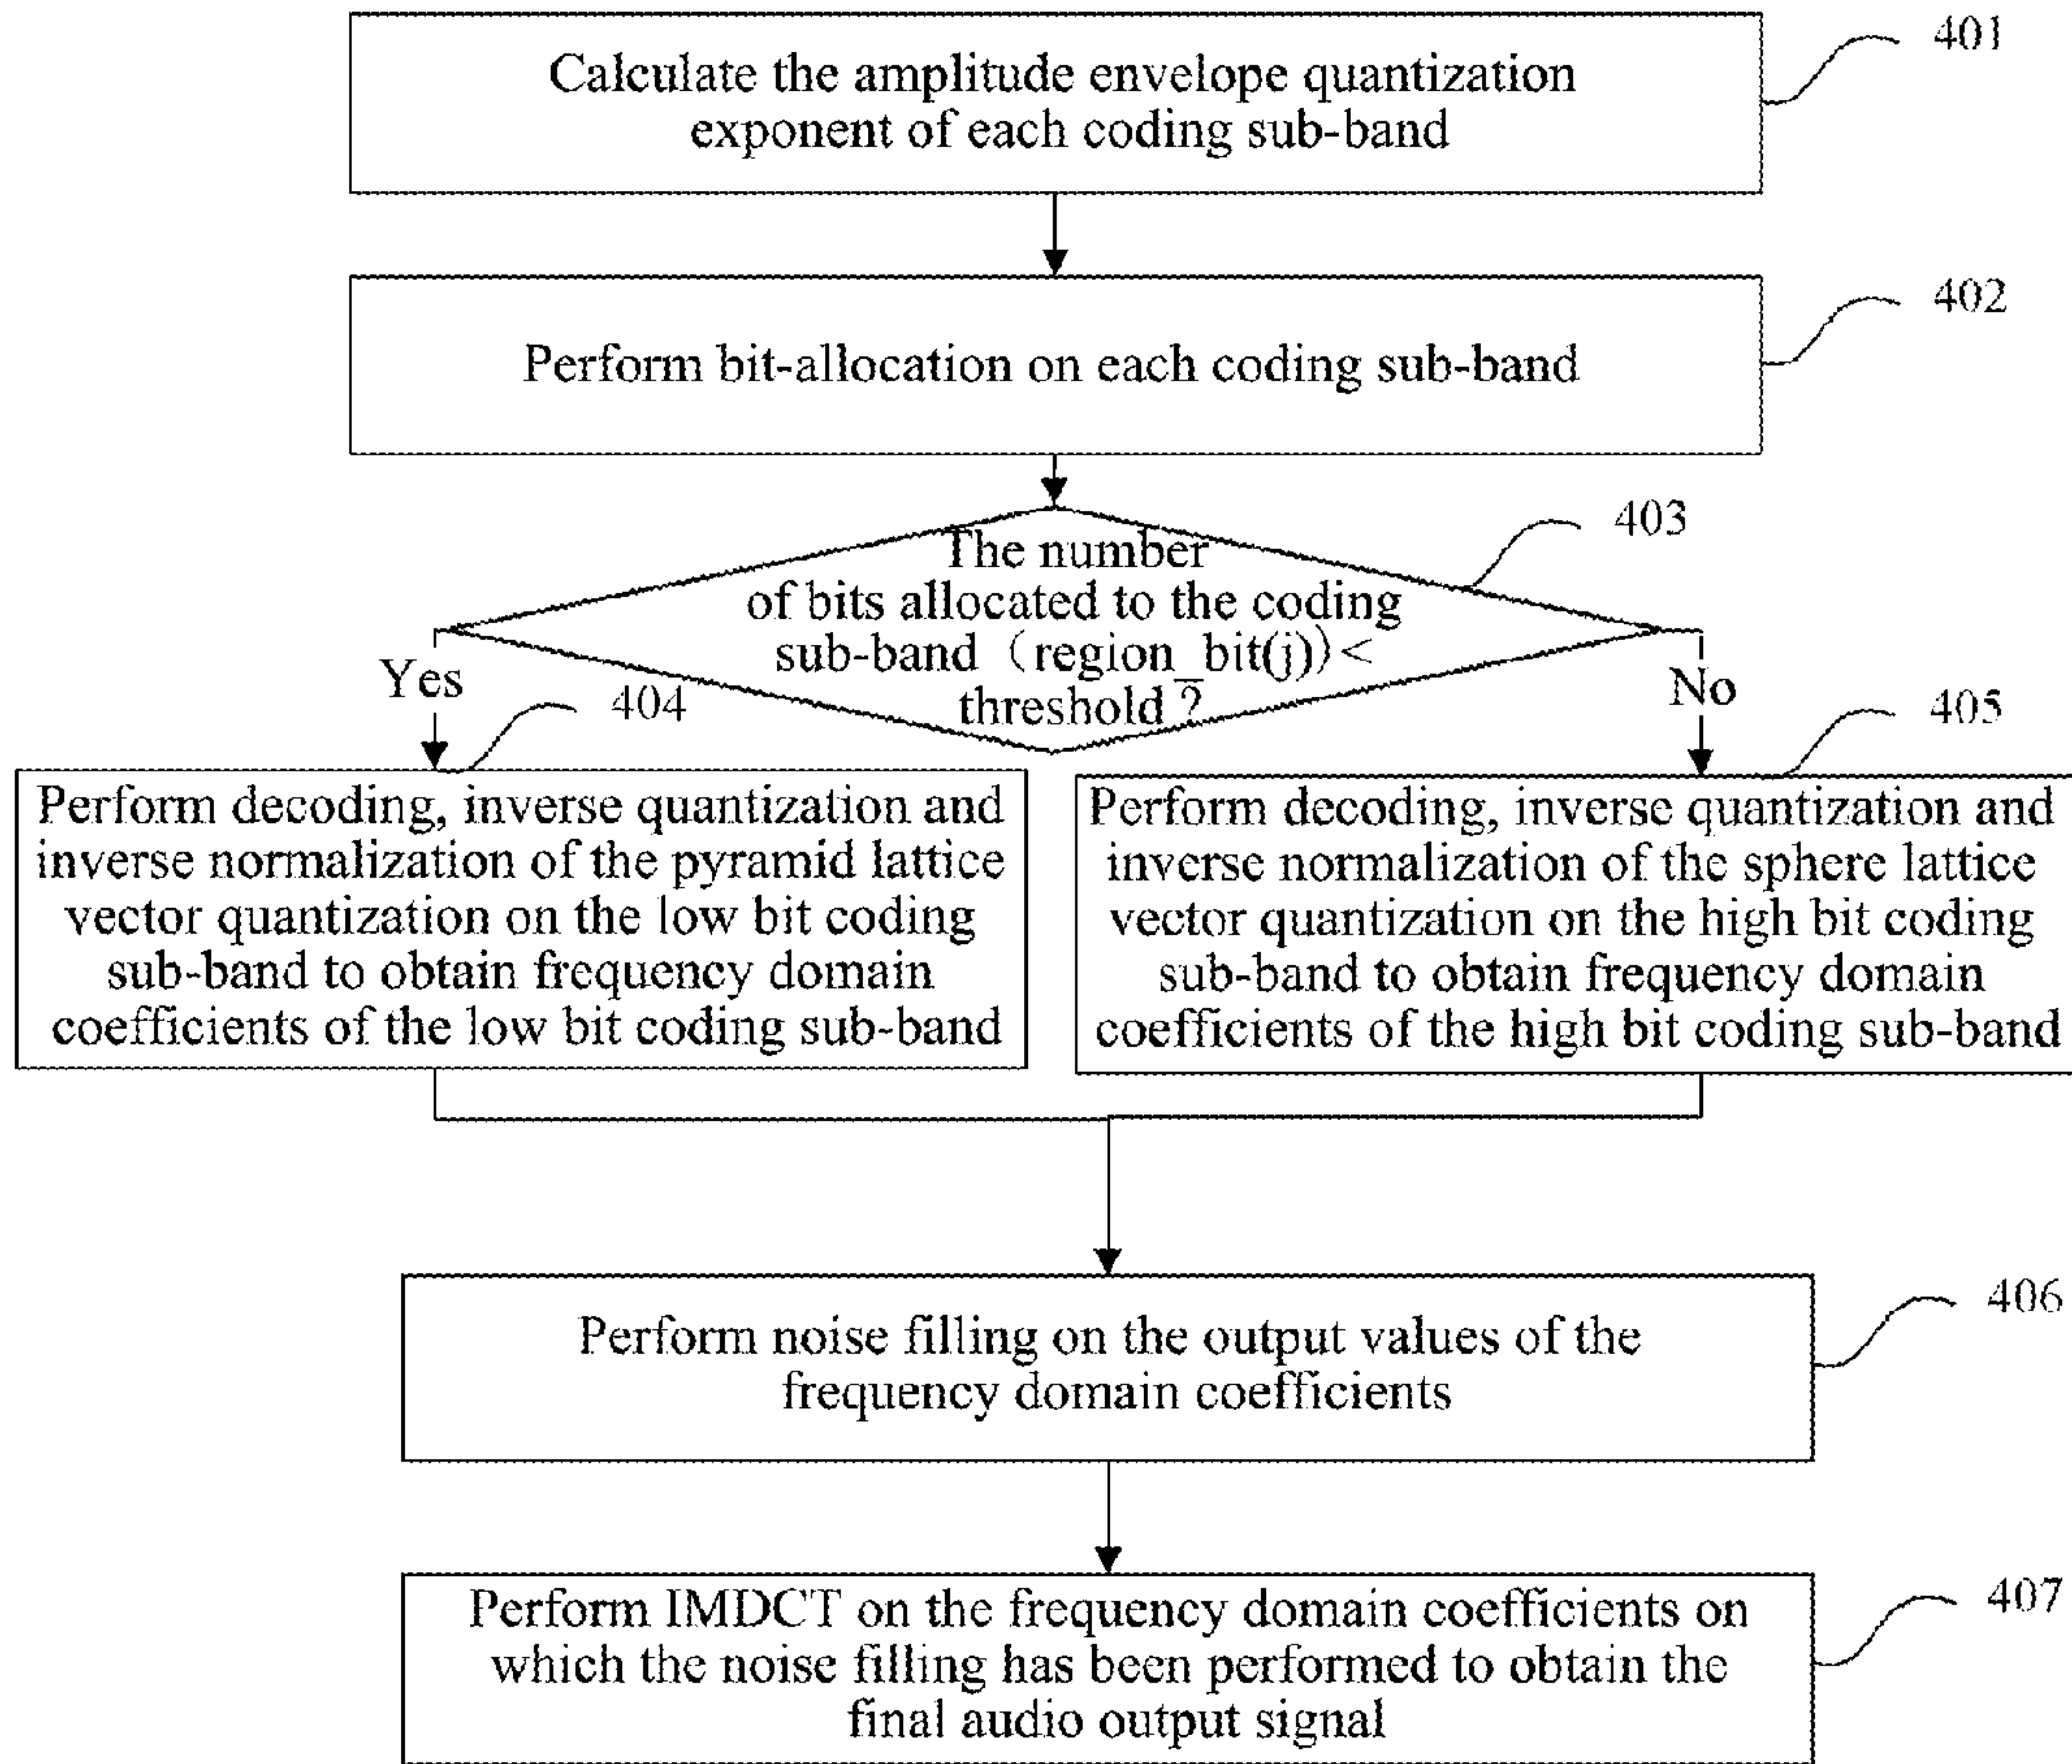 401
Calculate the amplitude envelope quantization
exponent of each coding sub-band
402
Perform bit-allocation on each coding sub-band
403
The number
of bits allocated to the coding
sub-band（region_bit(j))<
threshold ?
Yes
No
404
405
Perform decoding, inverse quantization and
inverse normalization of the pyramid lattice
vector quantization on the low bit coding
sub-band to obtain frequency domain
coefficients of the low bit coding sub-band
Perform decoding, inverse quantization and
inverse normalization of the sphere lattice
vector quantization on the high bit coding
sub-band to obtain frequency domain
coefficients of the high bit coding sub-band
406
Perform noise filling on the output values of the
frequency domain coefficients
407
Perform IMDCT on the frequency domain coefficients on
which the noise filling has been performed to obtain the
final audio output signal